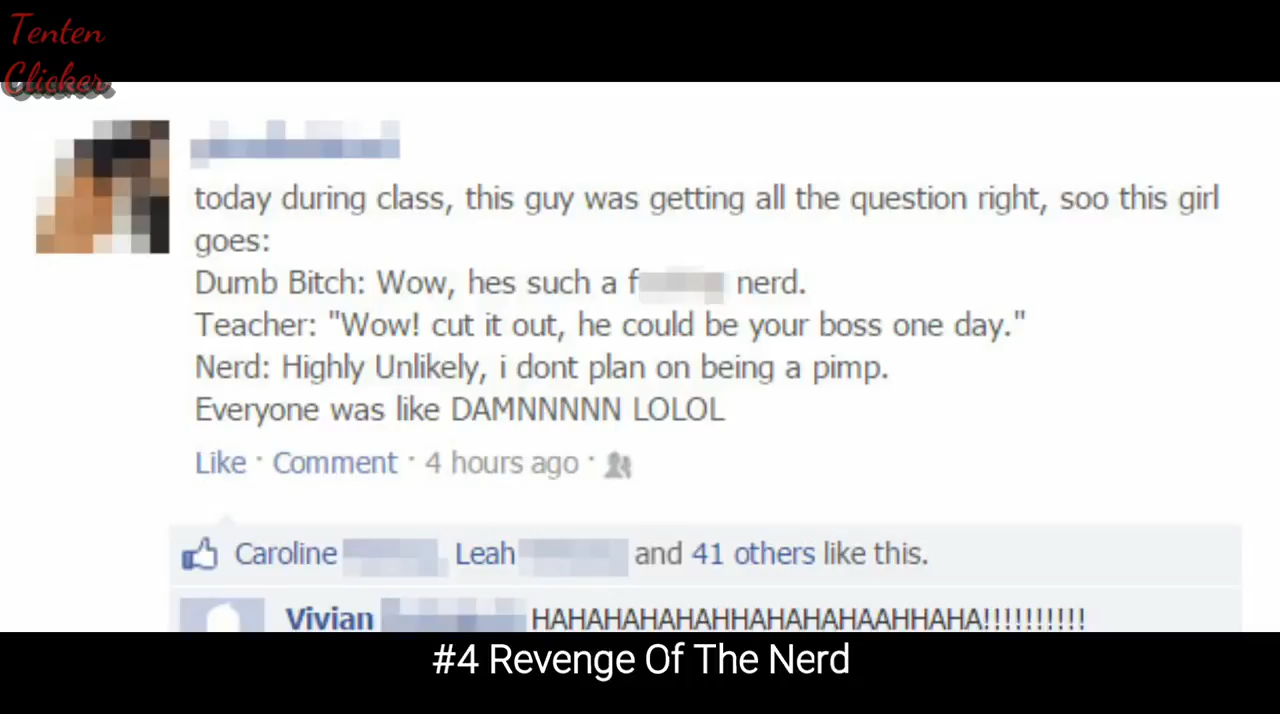 Tenten
Clicker
today during class, this guy was getting all the question right, soo this girl
goes:
Dumb Bitch: Wow, hes such a f nerd.
Teacher: "Wow! cut it out, he could be your boss one day."
Nerd: Highly Unlikely, i dont plan on being a pimp.
Everyone was like DAMNNNNN LOLOL
Like · Comment · 4 hours ago ·
Caroline Leah and 41 others like this.
Vivian HAHAHAHAHAHHAHAHAHAAHHAHA!!!!!!!!!!
#4 Revenge Of The Nerd